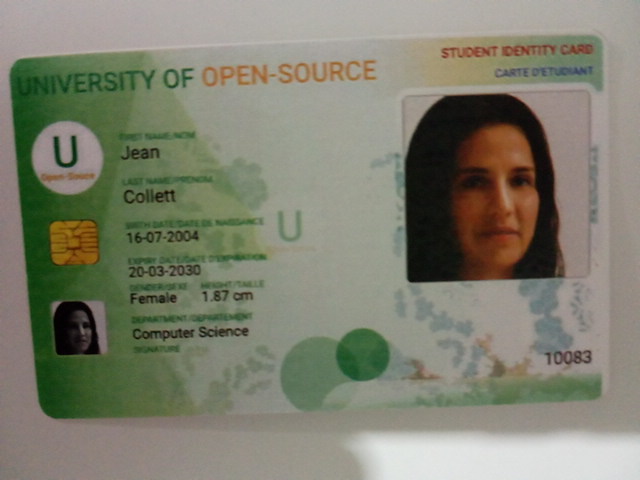 UNIVERSITY OF OPEN-SOURCE
STUDENT IDENTITY CARD
CARTE D'ETUDIANT
U
Open-Source
FIRST NAME/NOM
Jean
LAST NAME/PRENOM
Collett
BIRTH DATE/DATE DE NAISSANCE
16-07-2004
U
EXPIRY DATE/DATE D'EXPIRATION
20-03-2030
GENDER/SEXE HEIGHT/TAILLE
Female 1.87 cm
DEPARTMENT/DEPARTEMENT
Computer Science
SIGNATURE
10083